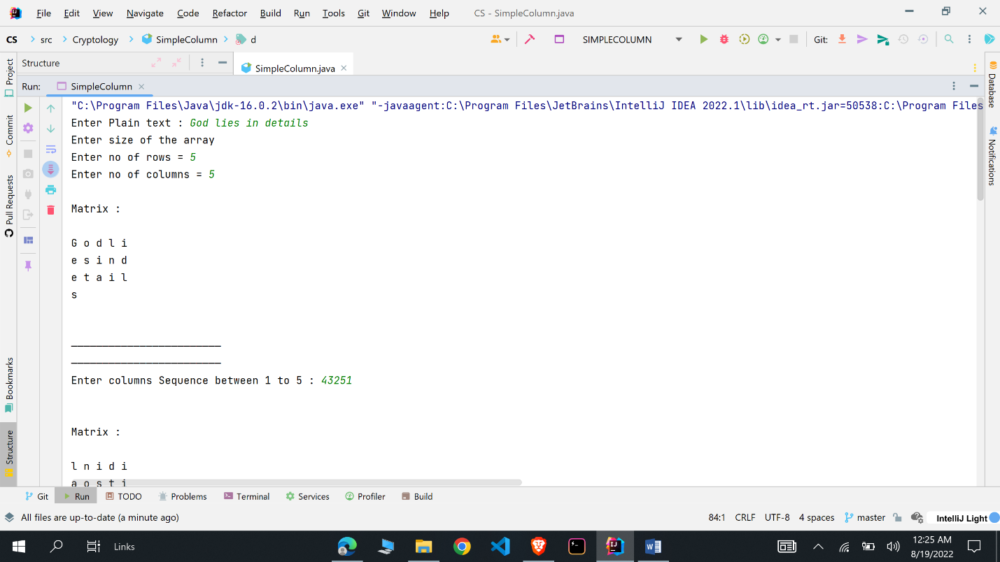 File Edit View Navigate Code Refactor Build Run Tools Git Window Help CS - SimpleColumn.java
CS src Cryptology SimpleColumn d SIMPLECOLUMN Git:
Structure SimpleColumn.java
Run: SimpleColumn
"C:\Program Files\Java\jdk-16.0.2\bin\java.exe" "-javaagent:C:\Program Files\JetBrains\IntelliJ IDEA 2022.1\lib\idea_rt.jar=50538:C:\Program Files
Enter Plain text : God lies in details
Enter size of the array
Enter no of rows = 5
Enter no of columns = 5
Matrix :
G o d l i
e s i n d
e t a i l
s
________________________
________________________
Enter columns Sequence between 1 to 5 : 43251
Matrix :
l n i d i
a o s t i
Project
Commit
Pull Requests
Bookmarks
Structure
Database
Notifications
Git Run TODO Problems Terminal Services Profiler Build
All files are up-to-date (a minute ago) 84:1 CRLF UTF-8 4 spaces master IntelliJ Light
Links 12:25 AM
8/19/2022